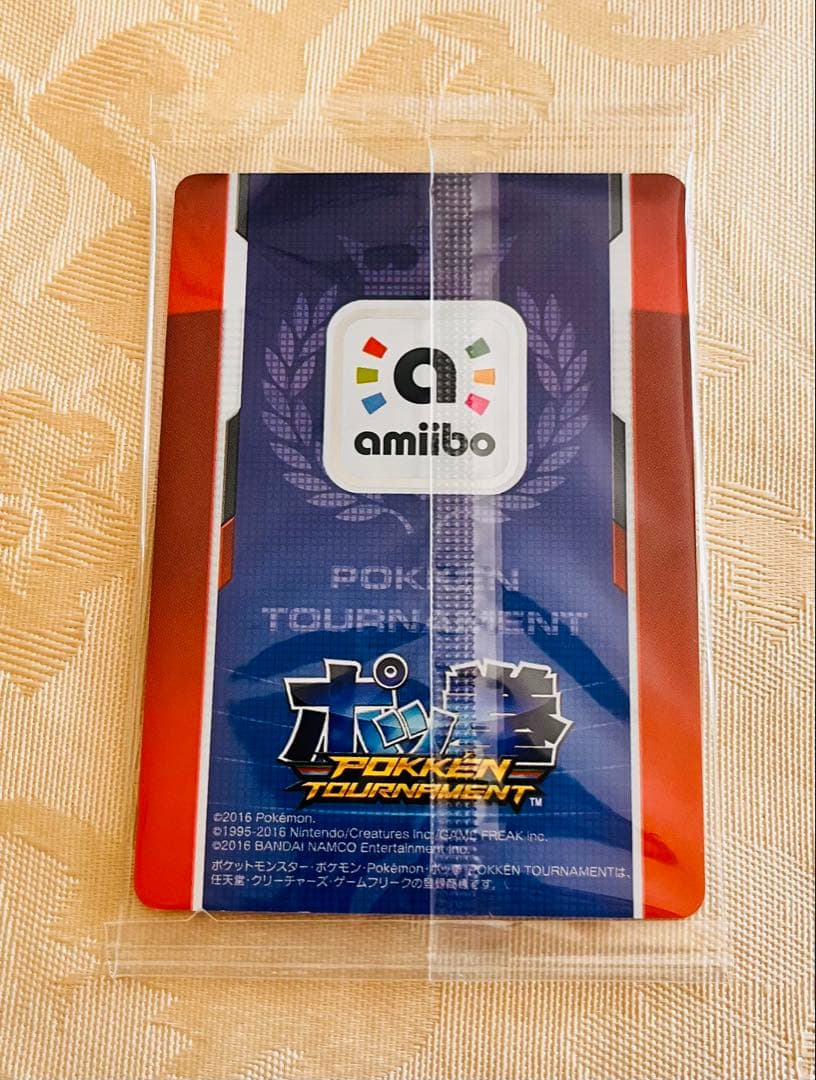 amiibo
POKKÉN
TOURNAMENT
ポッ拳
POKKÉN
TOURNAMENT™
©2016 Pokémon.
©1995-2016 Nintendo/Creatures Inc./GAME FREAK inc.
©2016 BANDAI NAMCO Entertainment Inc.
ポケットモンスター・ポケモン・Pokémon・ポッ拳・POKKÉN TOURNAMENTは、
任天堂・クリーチャーズ・ゲームフリークの登録商標です。